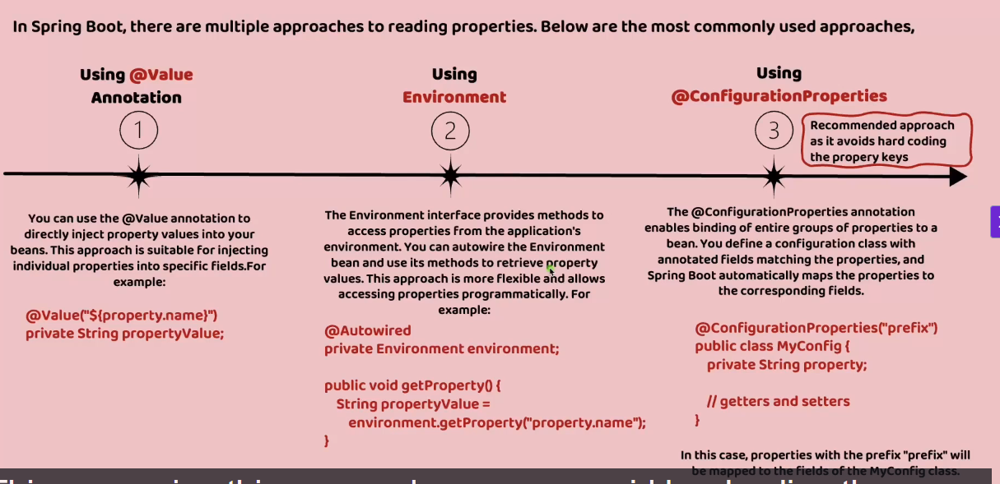 In Spring Boot, there are multiple approaches to reading properties. Below are the most commonly used approaches,
Using @Value
Annotation
1
You can use the @Value annotation to
directly inject property values into your
beans. This approach is suitable for injecting
individual properties into specific fields.For
example:
@Value("${property.name}")
private String propertyValue;
Using
Environment
2
The Environment interface provides methods to
access properties from the application's
environment. You can autowire the Environment
bean and use its methods to retrieve property
values. This approach is more flexible and allows
accessing properties programmatically. For
example:
@Autowired
private Environment environment;
public void getProperty() {
String propertyValue =
environment.getProperty("property.name");
}
Using
@ConfigurationProperties
3
Recommended approach
as it avoids hard coding
the propery keys
The @ConfigurationProperties annotation
enables binding of entire groups of properties to a
bean. You define a configuration class with
annotated fields matching the properties, and
Spring Boot automatically maps the properties to
the corresponding fields.
@ConfigurationProperties("prefix")
public class MyConfig {
private String property;
// getters and setters
}
In this case, properties with the prefix "prefix" will
be mapped to the fields of the MyConfig class.